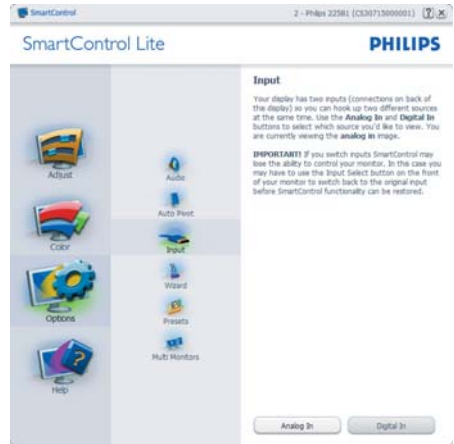 SmartControl
2 - Philips 225B1 (CS30715000001)
SmartControl Lite
PHILIPS
Adjust
Color
Options
Help
Audio
Auto Pivot
Input
Wizard
Presets
Multi Monitors
Input
Your display has two inputs (connections on back of
the display) so you can hook up two different sources
at the same time. Use the Analog In and Digital In
buttons to select which source you'd like to view. You
are currently viewing the analog in image.
IMPORTANT! If you switch inputs SmartControl may
lose the ability to control your monitor. In this case you
may have to use the Input Select button on the front
of your monitor to switch back to the original input
before SmartControl functionality can be restored.
Analog In
Digital In